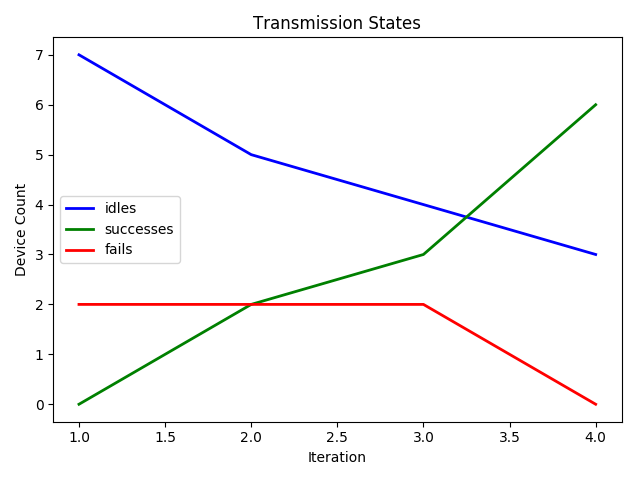 Transmission States
Device Count
7
6
5
4
3
2
1
0
idles
successes
fails
1.0 1.5 2.0 2.5 3.0 3.5 4.0
Iteration